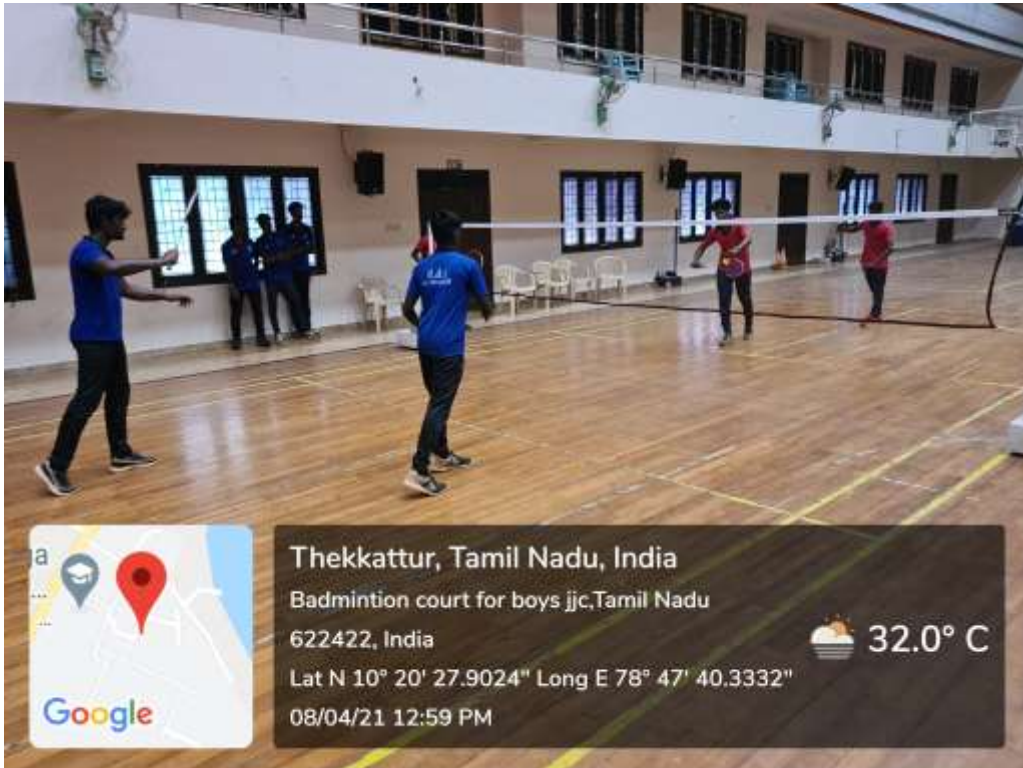 Thekkattur, Tamil Nadu, India
Badmintion court for boys jjc,Tamil Nadu
622422, India
32.0° C
Lat N 10° 20' 27.9024" Long E 78° 47' 40.3332"
08/04/21 12:59 PM
a
...
...
Google